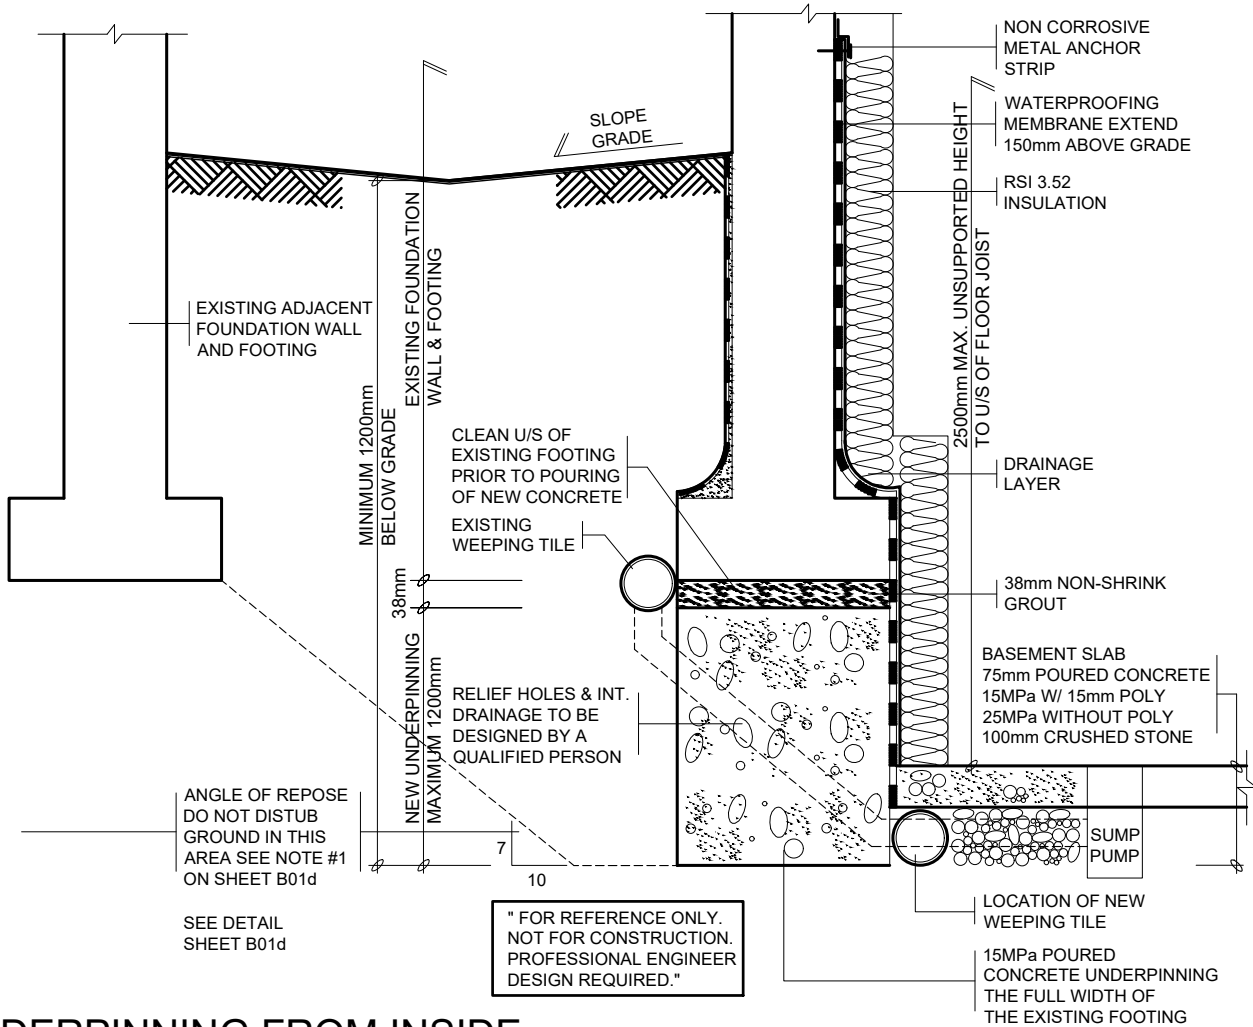 NON CORROSIVE
METAL ANCHOR
STRIP
WATERPROOFING
MEMBRANE EXTEND
150mm ABOVE GRADE
RSI 3.52
INSULATION
SLOPE
GRADE
2500mm MAX. UNSUPPORTED HEIGHT
TO U/S OF FLOOR JOIST
EXISTING ADJACENT
FOUNDATION WALL
AND FOOTING
EXISTING FOUNDATION
WALL & FOOTING
MINIMUM 1200mm
BELOW GRADE
CLEAN U/S OF
EXISTING FOOTING
PRIOR TO POURING
OF NEW CONCRETE
DRAINAGE
LAYER
EXISTING
WEEPING TILE
38mm
38mm NON-SHRINK
GROUT
NEW UNDERPINNING
MAXIMUM 1200mm
RELIEF HOLES & INT.
DRAINAGE TO BE
DESIGNED BY A
QUALIFIED PERSON
BASEMENT SLAB
75mm POURED CONCRETE
15MPa W/ 15mm POLY
25MPa WITHOUT POLY
100mm CRUSHED STONE
ANGLE OF REPOSE
DO NOT DISTUB
GROUND IN THIS
AREA SEE NOTE #1
ON SHEET B01d
SEE DETAIL
SHEET B01d
7
10
SUMP
PUMP
LOCATION OF NEW
WEEPING TILE
" FOR REFERENCE ONLY.
NOT FOR CONSTRUCTION.
PROFESSIONAL ENGINEER
DESIGN REQUIRED."
15MPa POURED
CONCRETE UNDERPINNING
THE FULL WIDTH OF
THE EXISTING FOOTING
DERPINNING FROM INSIDE